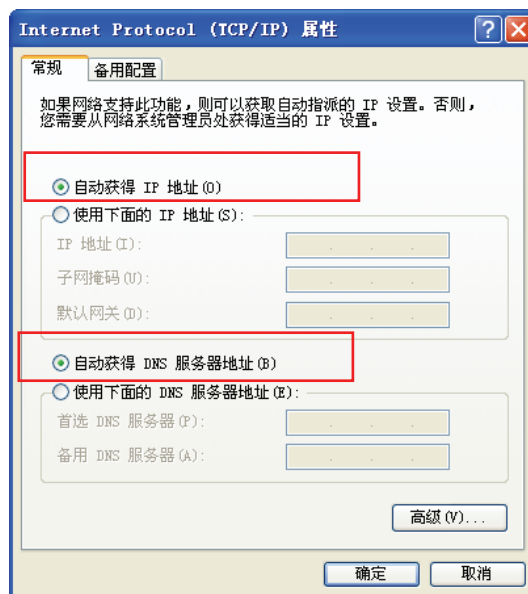 Internet Protocol (TCP/IP) 属性
常规
备用配置
如果网络支持此功能，则可以获取自动指派的 IP 设置。否则，
您需要从网络系统管理员处获得适当的 IP 设置。
自动获得 IP 地址(O)
使用下面的 IP 地址(S):
IP 地址(I):
子网掩码(U):
默认网关(D):
自动获得 DNS 服务器地址(B)
使用下面的 DNS 服务器地址(E):
首选 DNS 服务器(P):
备用 DNS 服务器(A):
高级(V)...
确定
取消